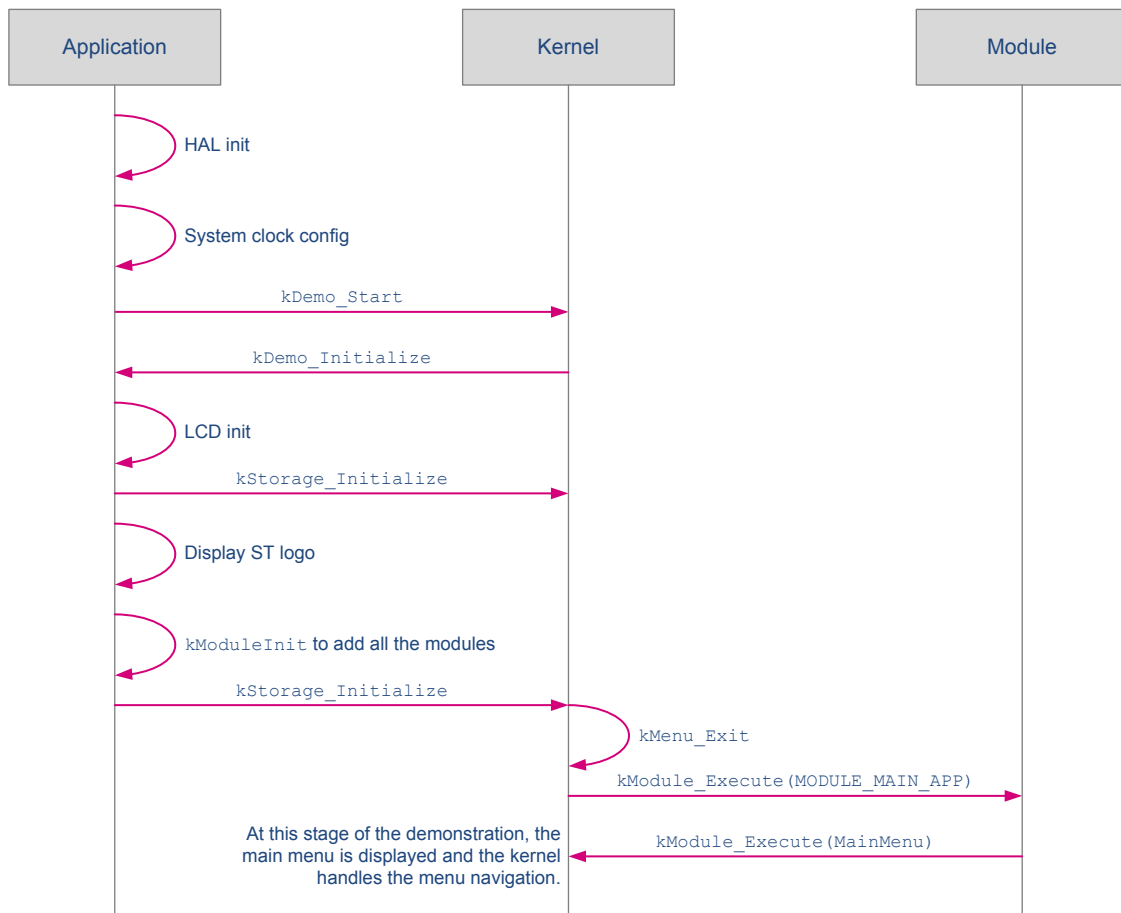 Application
Kernel
Module
HAL init
System clock config
kDemo_Start
kDemo_Initialize
LCD init
kStorage_Initialize
Display ST logo
kModuleInit to add all the modules
kStorage_Initialize
kMenu_Exit
kModule_Execute(MODULE_MAIN_APP)
At this stage of the demonstration, the
main menu is displayed and the kernel
handles the menu navigation.
kModule_Execute(MainMenu)